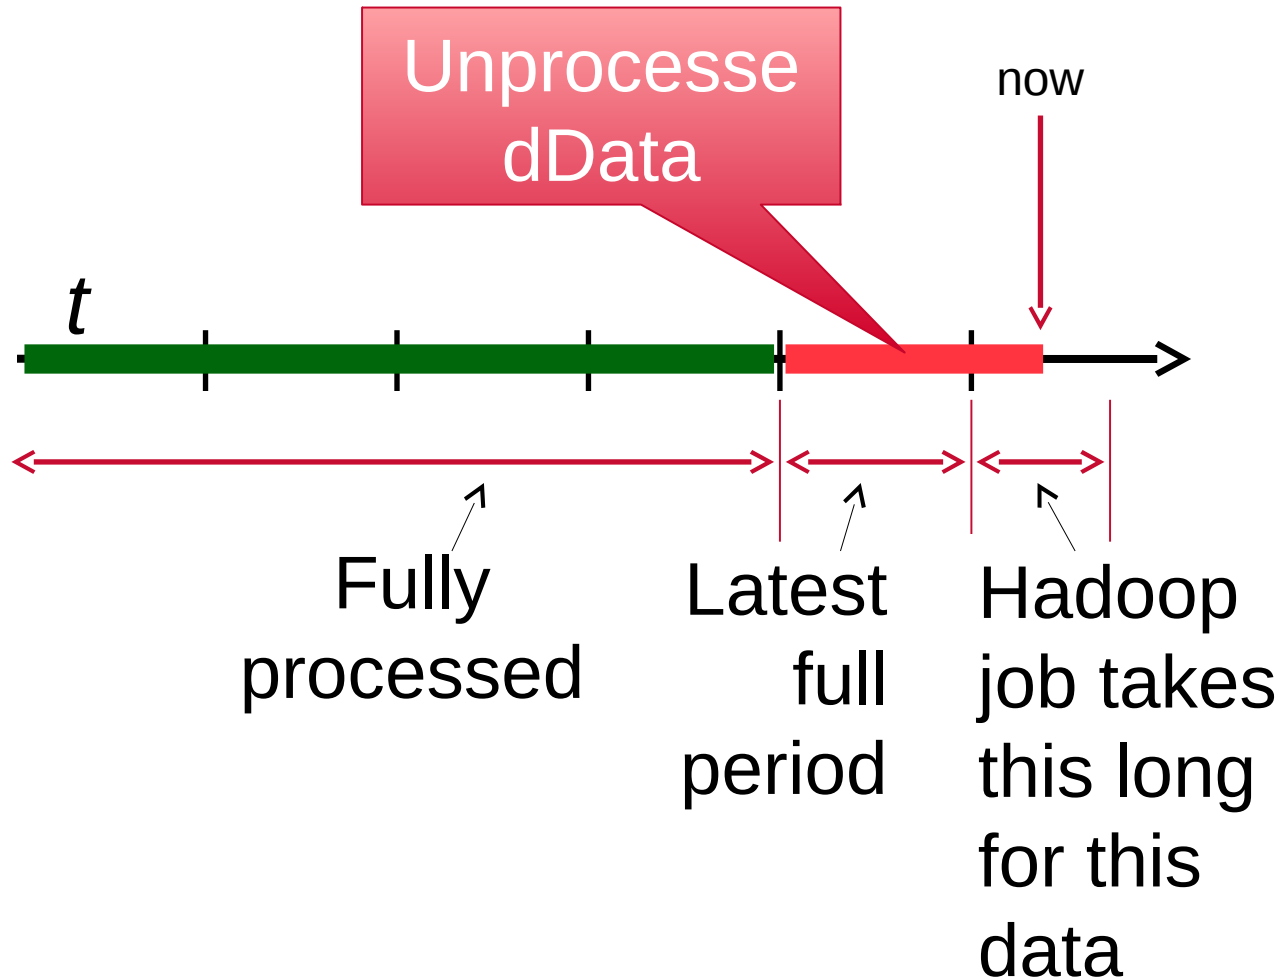 Unprocesse
dData
now
t
Fully
processed
Latest
full
period
Hadoop
job takes
this long
for this
data